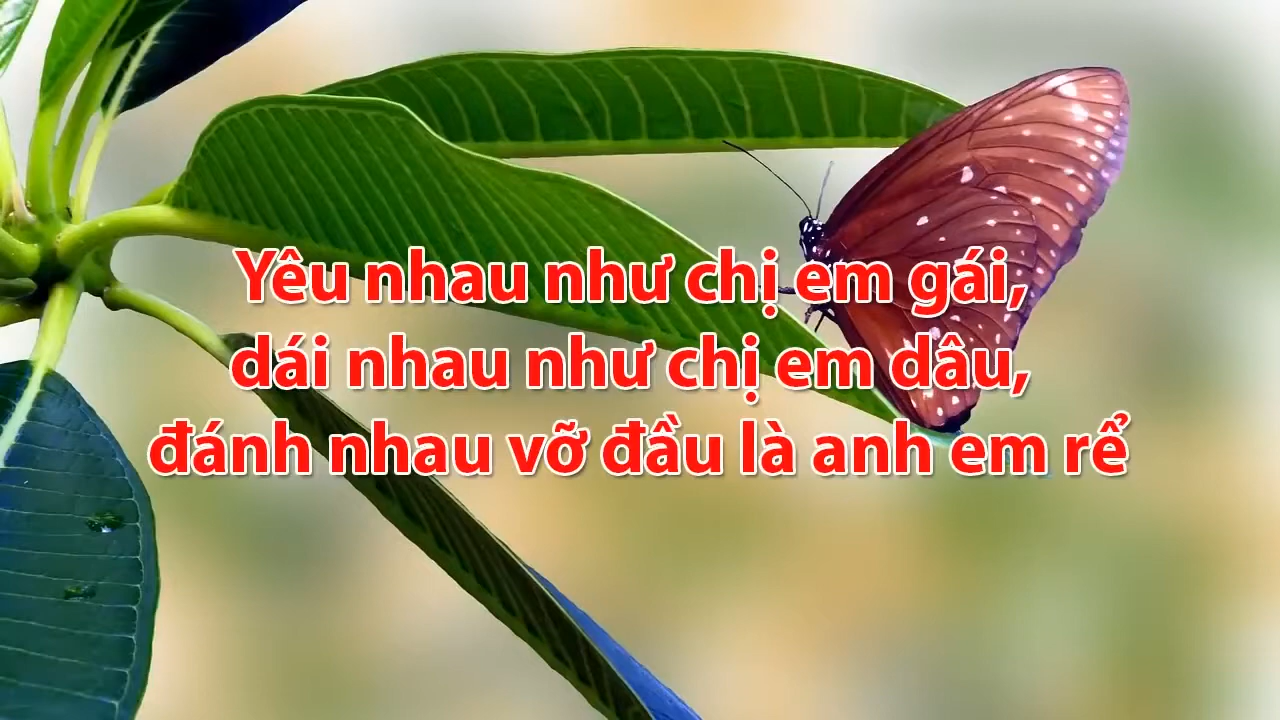 Yêu nhau như chị em gái,
dái nhau như chị em dâu,
đánh nhau vỡ đầu là anh em rể